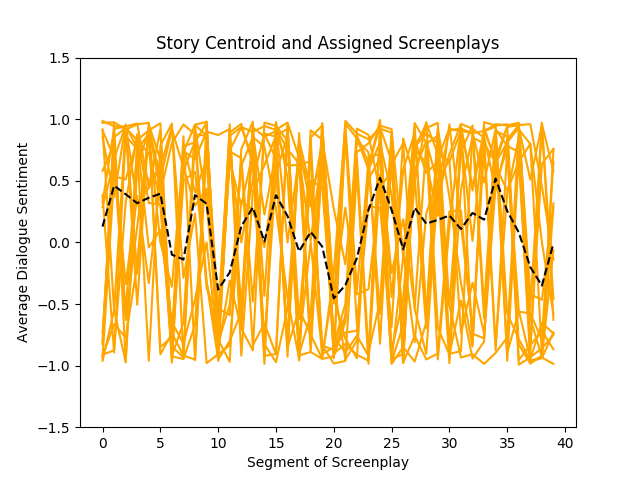 Story Centroid and Assigned Screenplays
Average Dialogue Sentiment
1.5
1.0
0.5
0.0
−0.5
−1.0
−1.5
0 5 10 15 20 25 30 35 40
Segment of Screenplay